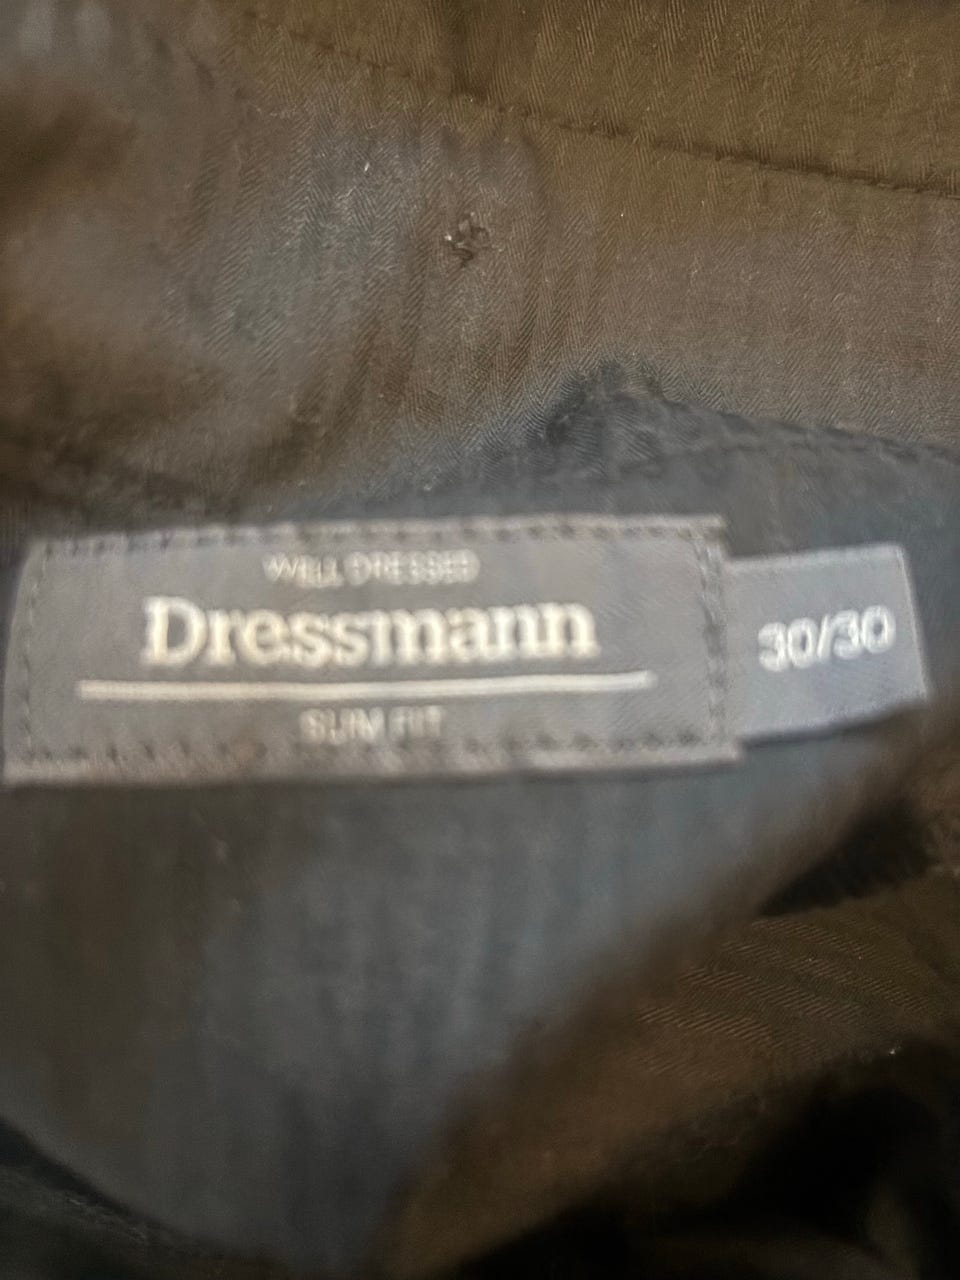 WELL DRESSED
Dressmann
SLIM FIT
30/30